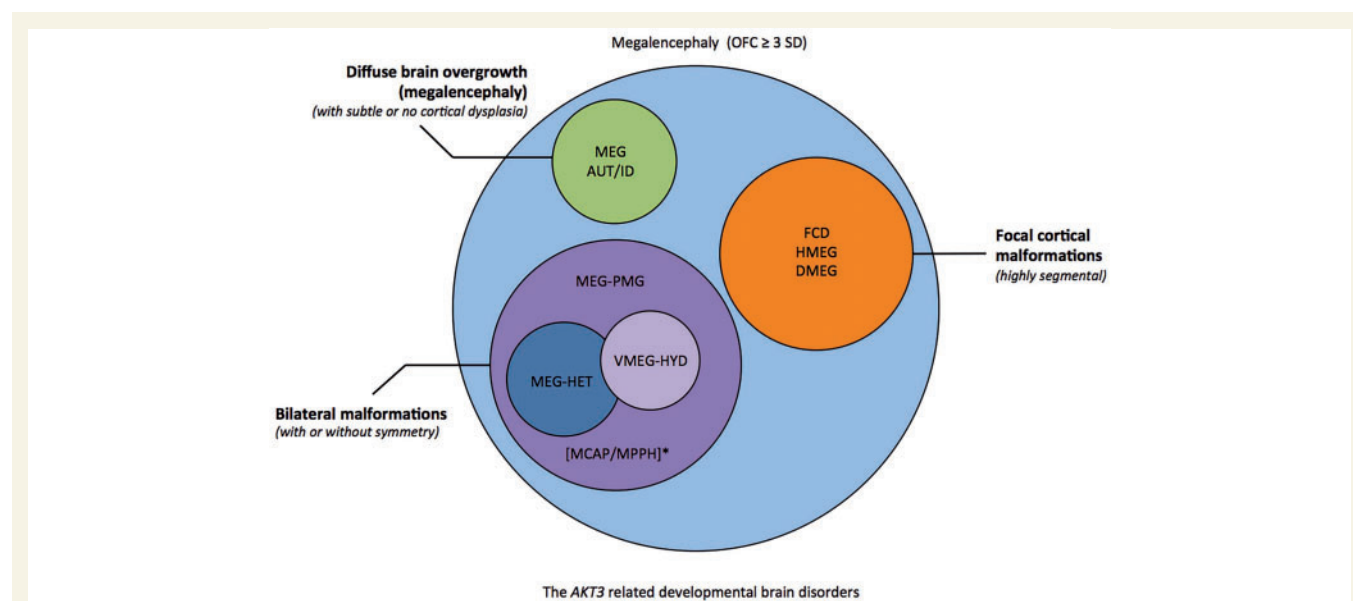 Megalencephaly (OFC ≥ 3 SD)
Diffuse brain overgrowth
(megalencephaly)
(with subtle or no cortical dysplasia)
MEG
AUT/ID
FCD
HMEG
DMEG
Focal cortical
malformations
(highly segmental)
MEG-PMG
VMEG-HYD
MEG-HET
Bilateral malformations
(with or without symmetry)
[MCAP/MPPH]*
The AKT3 related developmental brain disorders